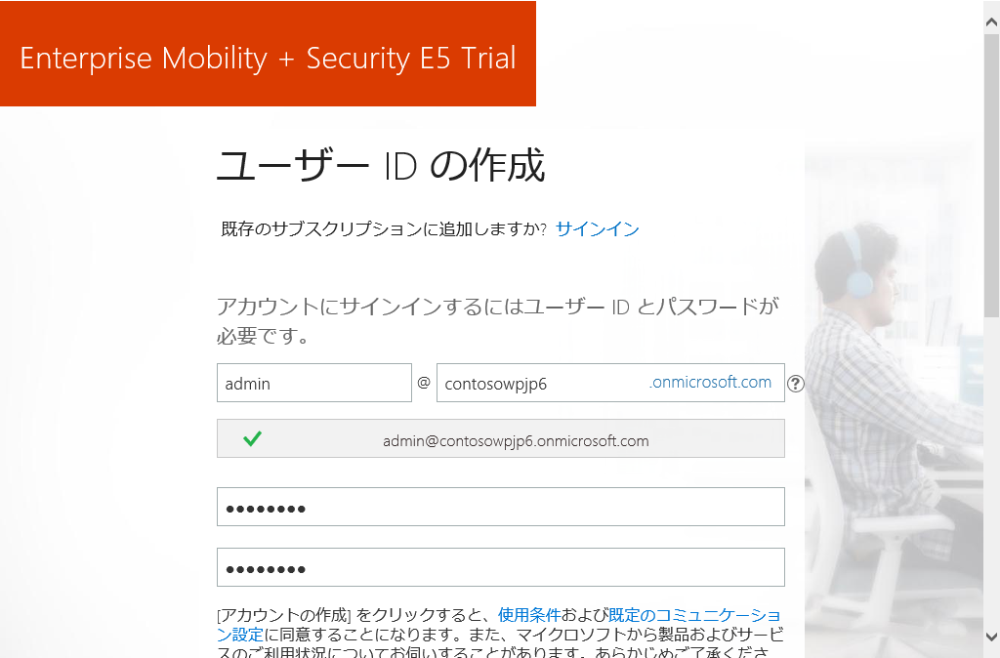 Enterprise Mobility + Security E5 Trial
ユーザー ID の作成
既存のサブスクリプションに追加しますか? サインイン
アカウントにサインインするにはユーザー ID とパスワードが
必要です。
admin @ contosowpjp6 .onmicrosoft.com ?
admin@contosowpjp6.onmicrosoft.com
●●●●●●●●
●●●●●●●●
[アカウントの作成] をクリックすると、使用条件および既定のコミュニケーショ
ン設定に同意することになります。また、マイクロソフトから製品およびサービ
スのご利用状況についてお伺いすることがあります。あらかじめご了承くださ